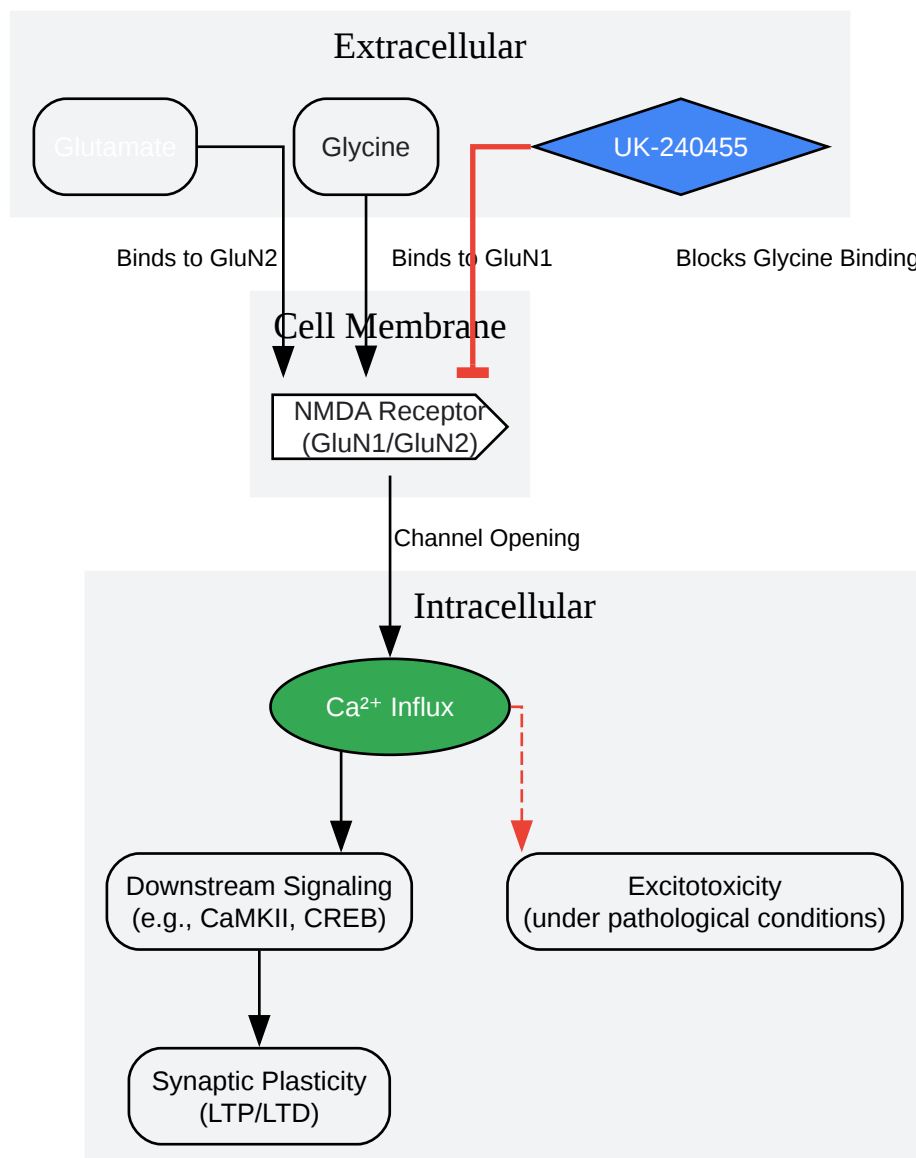 Extracellular
Glutamate
Glycine
UK-240455
Binds to GluN2
Binds to GluN1
Blocks Glycine Binding
Cell Membrane
NMDA Receptor
(GluN1/GluN2)
Channel Opening
Intracellular
Ca²⁺ Influx
Downstream Signaling
(e.g., CaMKII, CREB)
Excitotoxicity
(under pathological conditions)
Synaptic Plasticity
(LTP/LTD)